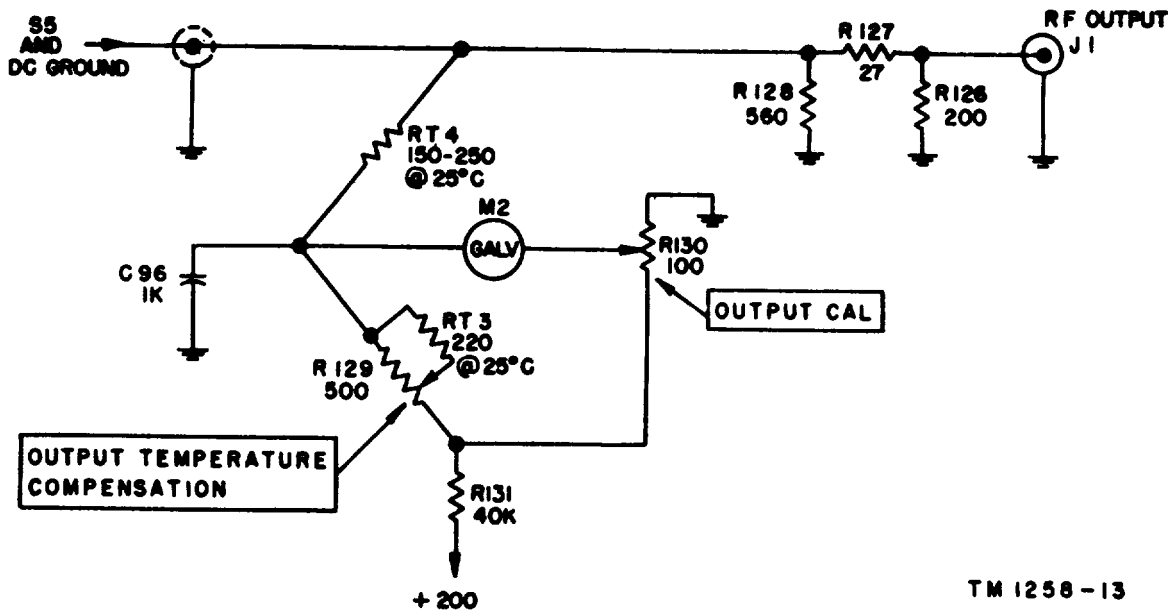 S5
AND
DC GROUND
RF OUTPUT
J1
R127
27
R128
560
R126
200
RT4
150-250
@ 25°C
M2
GALV
R130
100
C96
1K
OUTPUT CAL
RT3
220
@ 25°C
R129
500
OUTPUT TEMPERATURE
COMPENSATION
R131
40K
+200
TM 1258-13